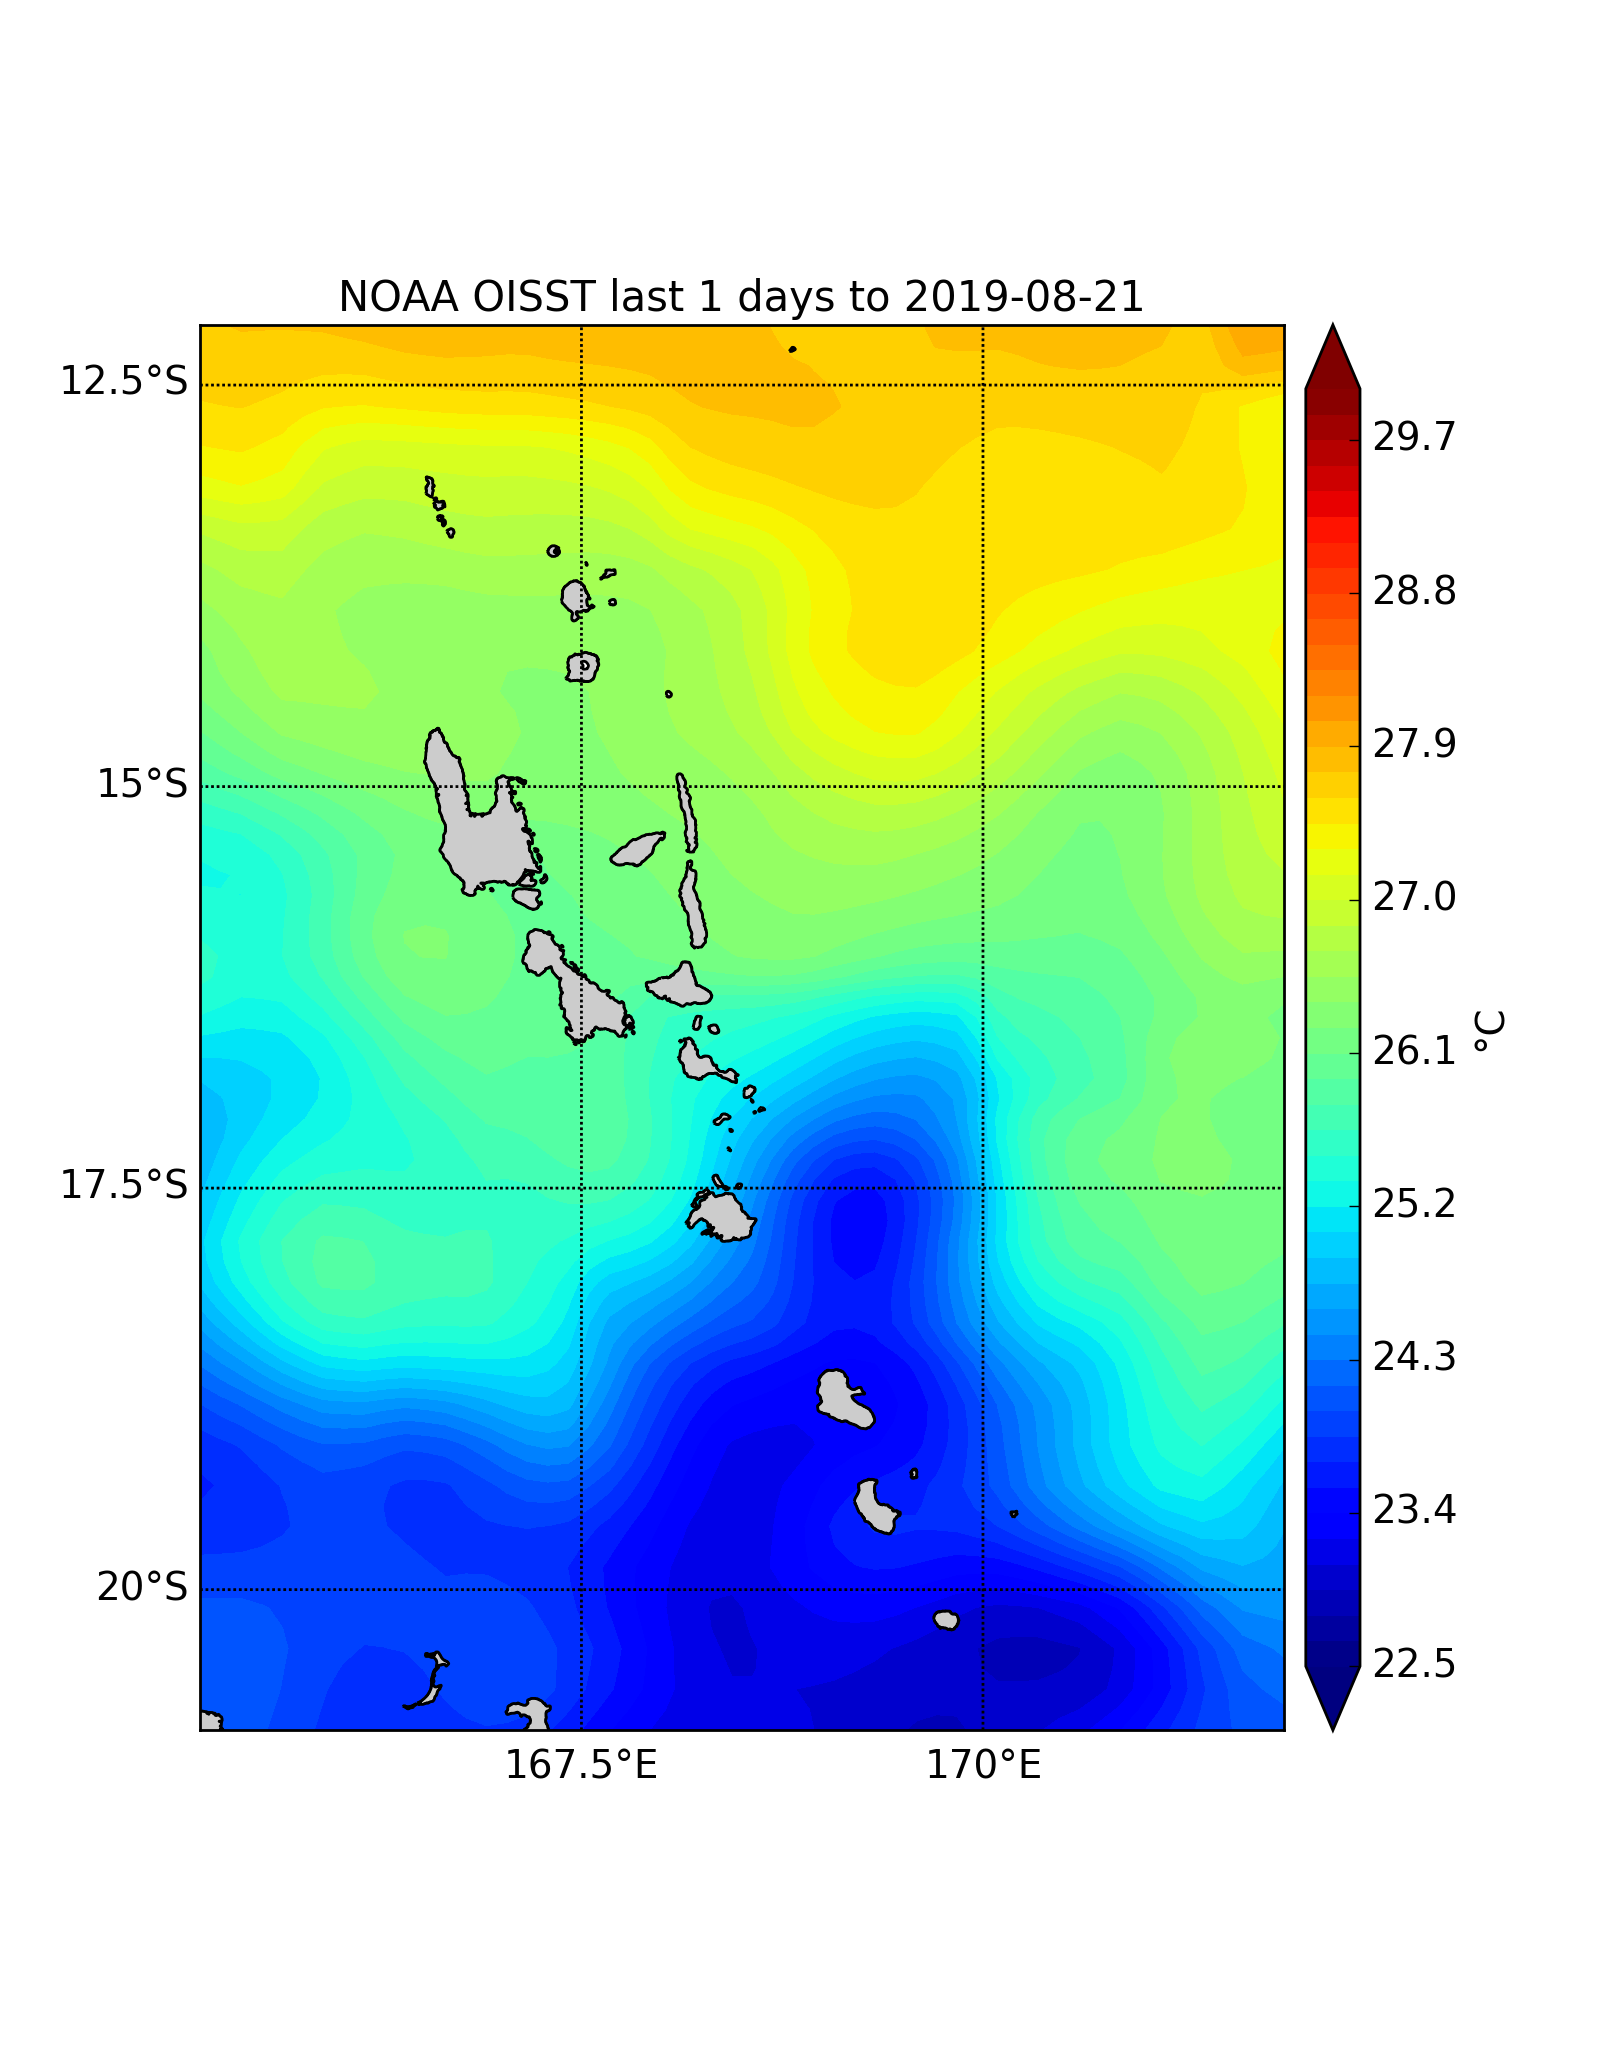 NOAA OISST last 1 days to 2019-08-21
12.5°S
15°S
17.5°S
20°S
167.5°E
170°E
29.7
28.8
27.9
27.0
26.1
25.2
24.3
23.4
22.5
°C